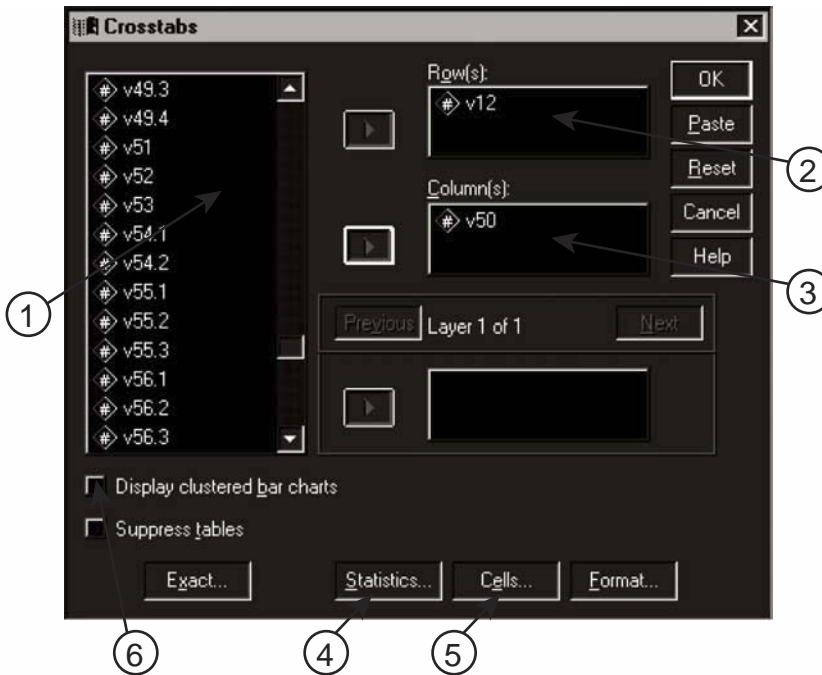 Crosstabs
v49.3
v49.4
v51
v52
v53
v54.1
v54.2
v55.1
v55.2
v55.3
v56.1
v56.2
v56.3
Row(s):
# v12
Column(s):
# v50
Previous Layer 1 of 1 Next
OK
Paste
Reset
Cancel
Help
Display clustered bar charts
Suppress tables
Exact... Statistics... Cells... Format...
1
2
3
4
5
6